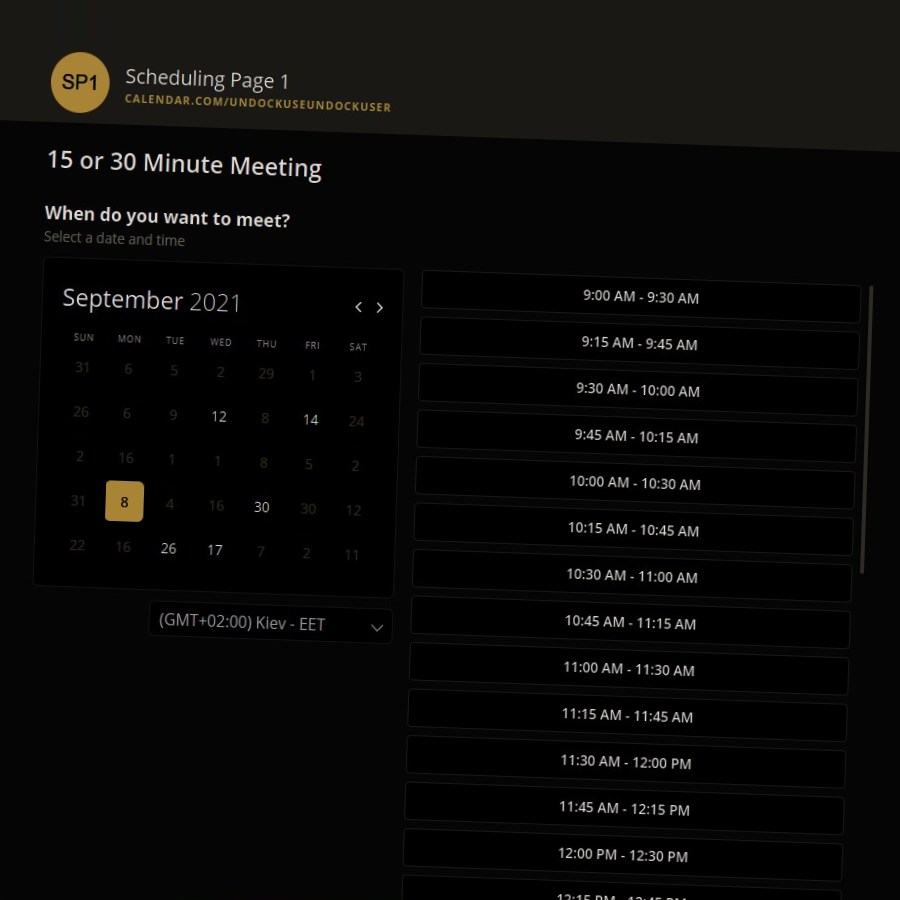 SP1
Scheduling Page 1
CALENDAR.COM/UNDOCKUSEUNDOCKUSER
15 or 30 Minute Meeting
When do you want to meet?
Select a date and time
September 2021
SUN MON TUE WED THU FRI SAT
31 6 5 2 29 1 3
26 6 9 12 8 14 24
2 16 1 1 8 5 2
31 8 4 16 30 30 12
22 16 26 17 7 2 11
(GMT+02:00) Kiev - EET
9:00 AM - 9:30 AM
9:15 AM - 9:45 AM
9:30 AM - 10:00 AM
9:45 AM - 10:15 AM
10:00 AM - 10:30 AM
10:15 AM - 10:45 AM
10:30 AM - 11:00 AM
10:45 AM - 11:15 AM
11:00 AM - 11:30 AM
11:15 AM - 11:45 AM
11:30 AM - 12:00 PM
11:45 AM - 12:15 PM
12:00 PM - 12:30 PM
12:15 PM - 12:45 PM